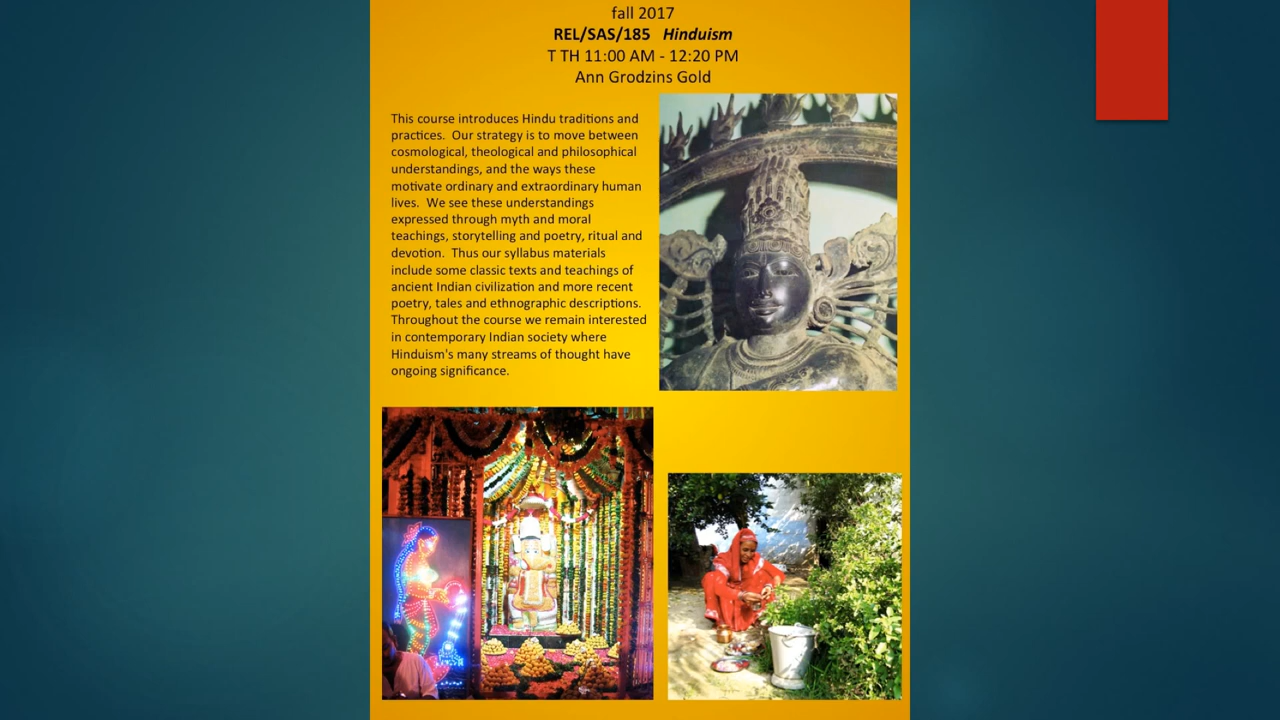 fall 2017
REL/SAS/185 Hinduism
T TH 11:00 AM - 12:20 PM
Ann Grodzins Gold
This course introduces Hindu traditions and
practices. Our strategy is to move between
cosmological, theological and philosophical
understandings, and the ways these
motivate ordinary and extraordinary human
lives. We see these understandings
expressed through myth and moral
teachings, storytelling and poetry, ritual and
devotion. Thus our syllabus materials
include some classic texts and teachings of
ancient Indian civilization and more recent
poetry, tales and ethnographic descriptions.
Throughout the course we remain interested
in contemporary Indian society where
Hinduism's many streams of thought have
ongoing significance.